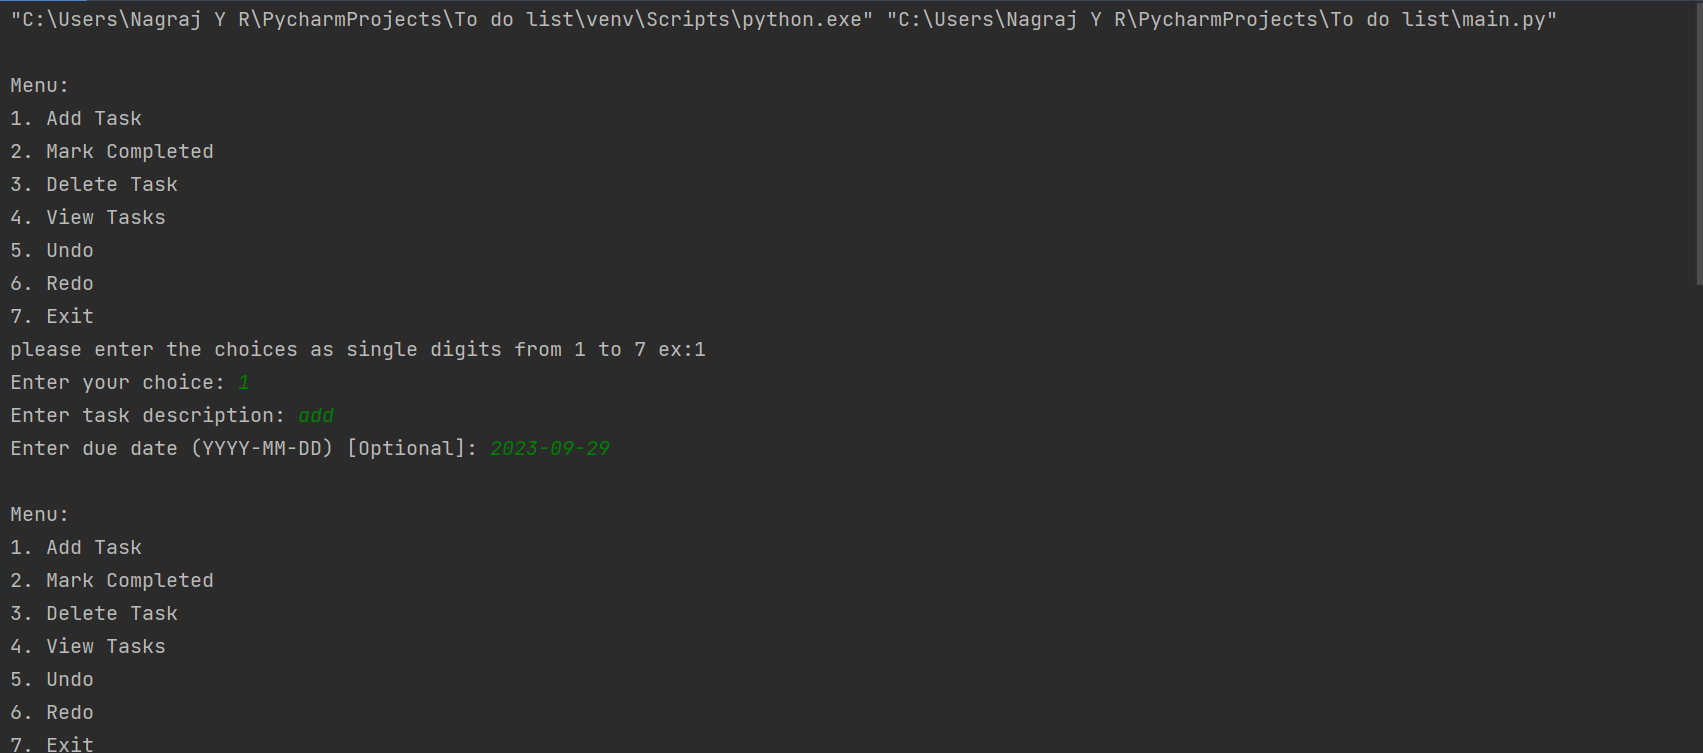 "C:\Users\Nagraj Y R\PycharmProjects\To do list\venv\Scripts\python.exe" "C:\Users\Nagraj Y R\PycharmProjects\To do list\main.py"
Menu:
1. Add Task
2. Mark Completed
3. Delete Task
4. View Tasks
5. Undo
6. Redo
7. Exit
please enter the choices as single digits from 1 to 7 ex:1
Enter your choice: 1
Enter task description: add
Enter due date (YYYY-MM-DD) [Optional]: 2023-09-29
Menu:
1. Add Task
2. Mark Completed
3. Delete Task
4. View Tasks
5. Undo
6. Redo
7. Exit